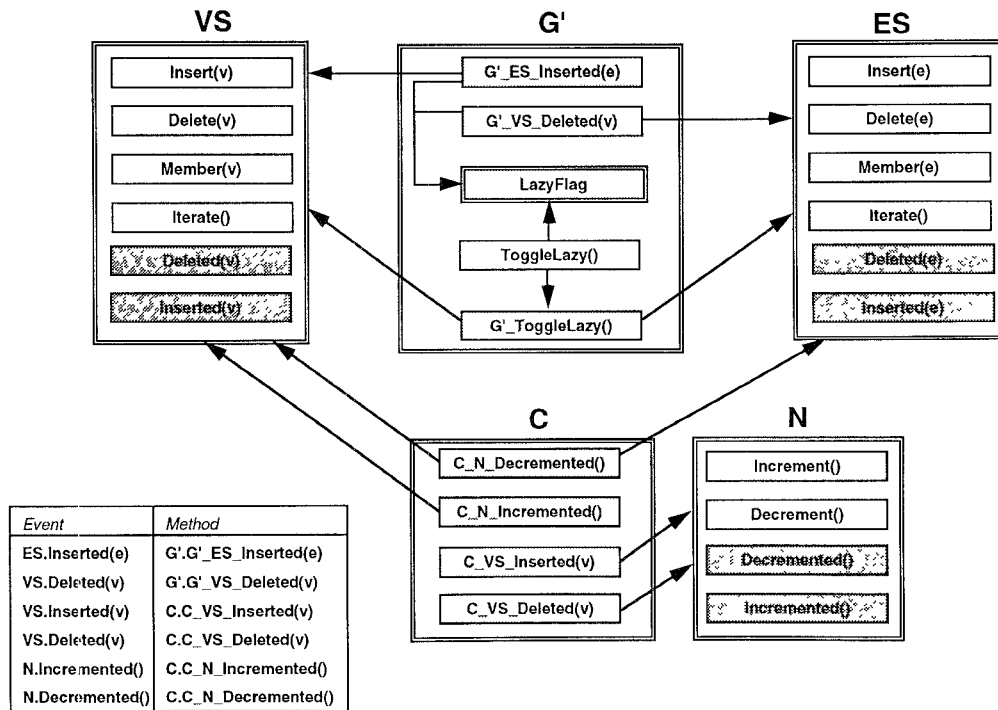 VS
Insert(v)
Delete(v)
Member(v)
Iterate()
Deleted(v)
Inserted(v)
G'
G'_ES_Inserted(e)
G'_VS_Deleted(v)
LazyFlag
ToggleLazy()
G'_ToggleLazy()
ES
Insert(e)
Delete(e)
Member(e)
Iterate()
Deleted(e)
Inserted(e)
C
C_N_Decremented()
C_N_Incremented()
C_VS_Inserted(v)
C_VS_Deleted(v)
N
Increment()
Decrement()
Decremented()
Incremented()
Event Method
ES.Inserted(e) G'.G'_ES_Inserted(e)
VS.Deleted(v) G'.G'_VS_Deleted(v)
VS.Inserted(v) C.C_VS_Inserted(v)
VS.Deleted(v) C.C_VS_Deleted(v)
N.Incremented() C.C_N_Incremented()
N.Decremented() C.C_N_Decremented()